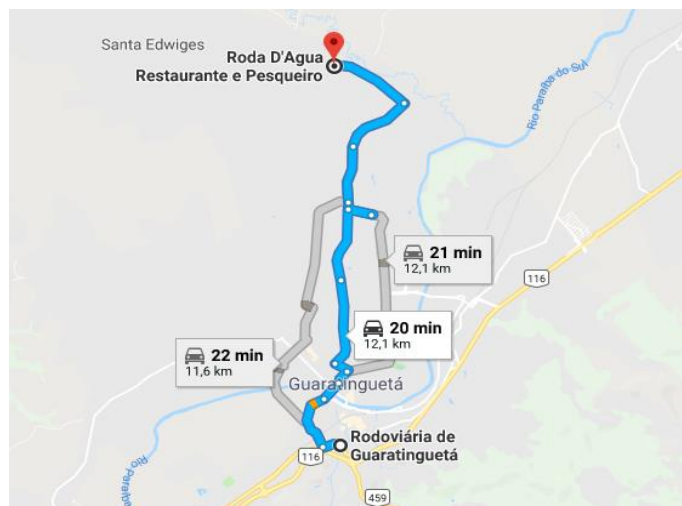 Santa Edwiges
Roda D'Agua
Restaurante e Pesqueiro
Rio Paraíba do Sul
21 min
12,1 km
116
20 min
12,1 km
22 min
11,6 km
Guaratinguetá
Rodoviária de
Guaratinguetá
116
459